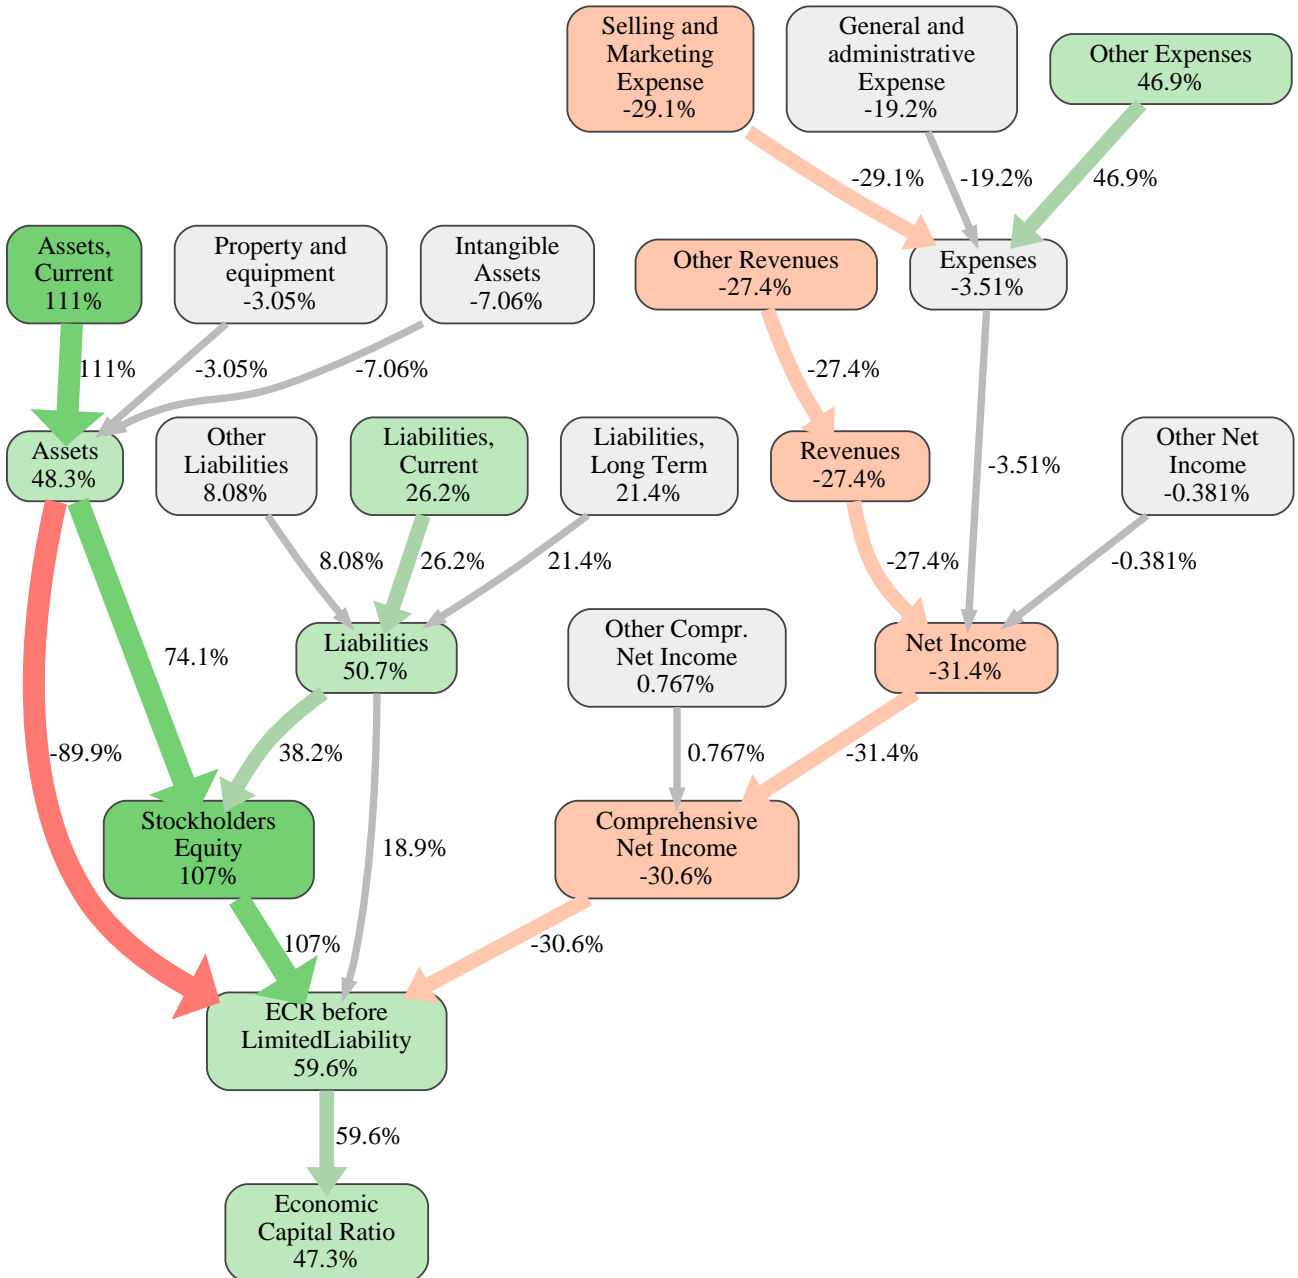 Selling and
Marketing
Expense
-29.1%
General and
administrative
Expense
-19.2%
Other Expenses
46.9%
-29.1%
-19.2%
46.9%
Assets,
Current
111%
Property and
equipment
-3.05%
Intangible
Assets
-7.06%
Other Revenues
-27.4%
Expenses
-3.51%
111%
-3.05%
-7.06%
-27.4%
Assets
48.3%
Other
Liabilities
8.08%
Liabilities,
Current
26.2%
Liabilities,
Long Term
21.4%
Revenues
-27.4%
-3.51%
Other Net
Income
-0.381%
8.08%
26.2%
21.4%
-27.4%
-0.381%
74.1%
Liabilities
50.7%
Other Compr.
Net Income
0.767%
Net Income
-31.4%
-89.9%
38.2%
0.767%
-31.4%
Stockholders
Equity
107%
18.9%
Comprehensive
Net Income
-30.6%
107%
-30.6%
ECR before
LimitedLiability
59.6%
59.6%
Economic
Capital Ratio
47.3%